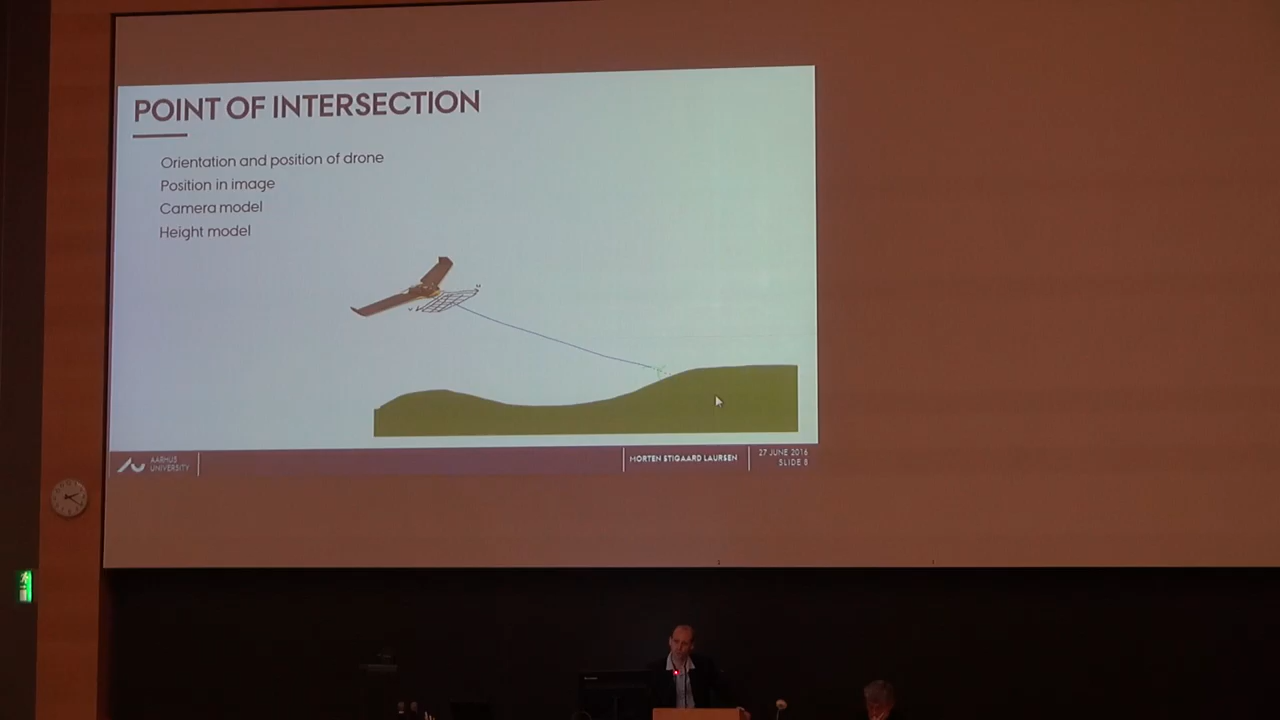 POINT OF INTERSECTION
Orientation and position of drone
Position in image
Camera model
Height model
AARHUS
UNIVERSITY
MORTEN STIGAARD LAURSEN
27 JUNE 2016
SLIDE 8